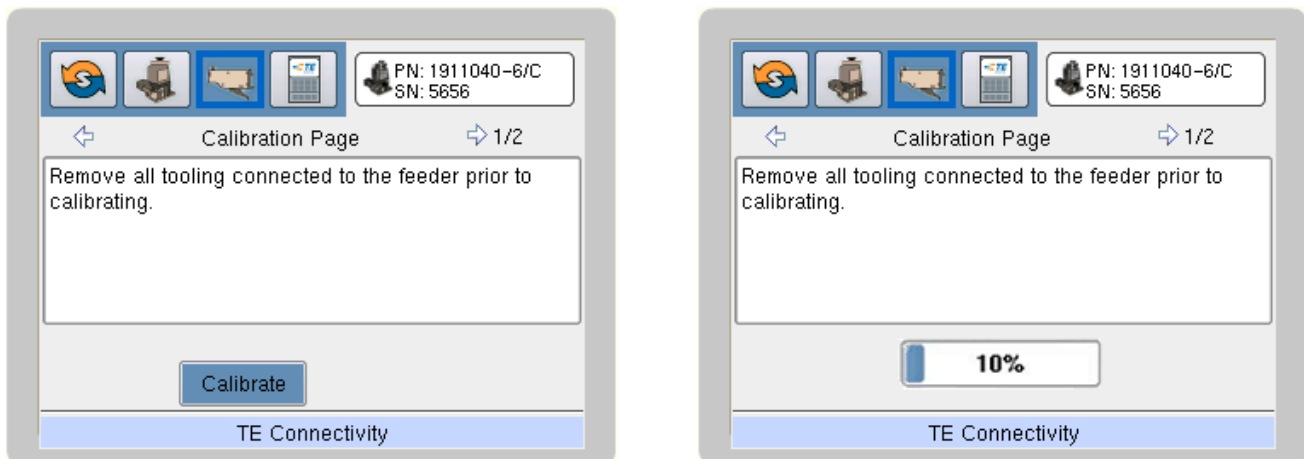 PN: 1911040-6/C
SN: 5656
Calibration Page
1/2
Remove all tooling connected to the feeder prior to
calibrating.
Calibrate
TE Connectivity
PN: 1911040-6/C
SN: 5656
Calibration Page
1/2
Remove all tooling connected to the feeder prior to
calibrating.
10%
TE Connectivity